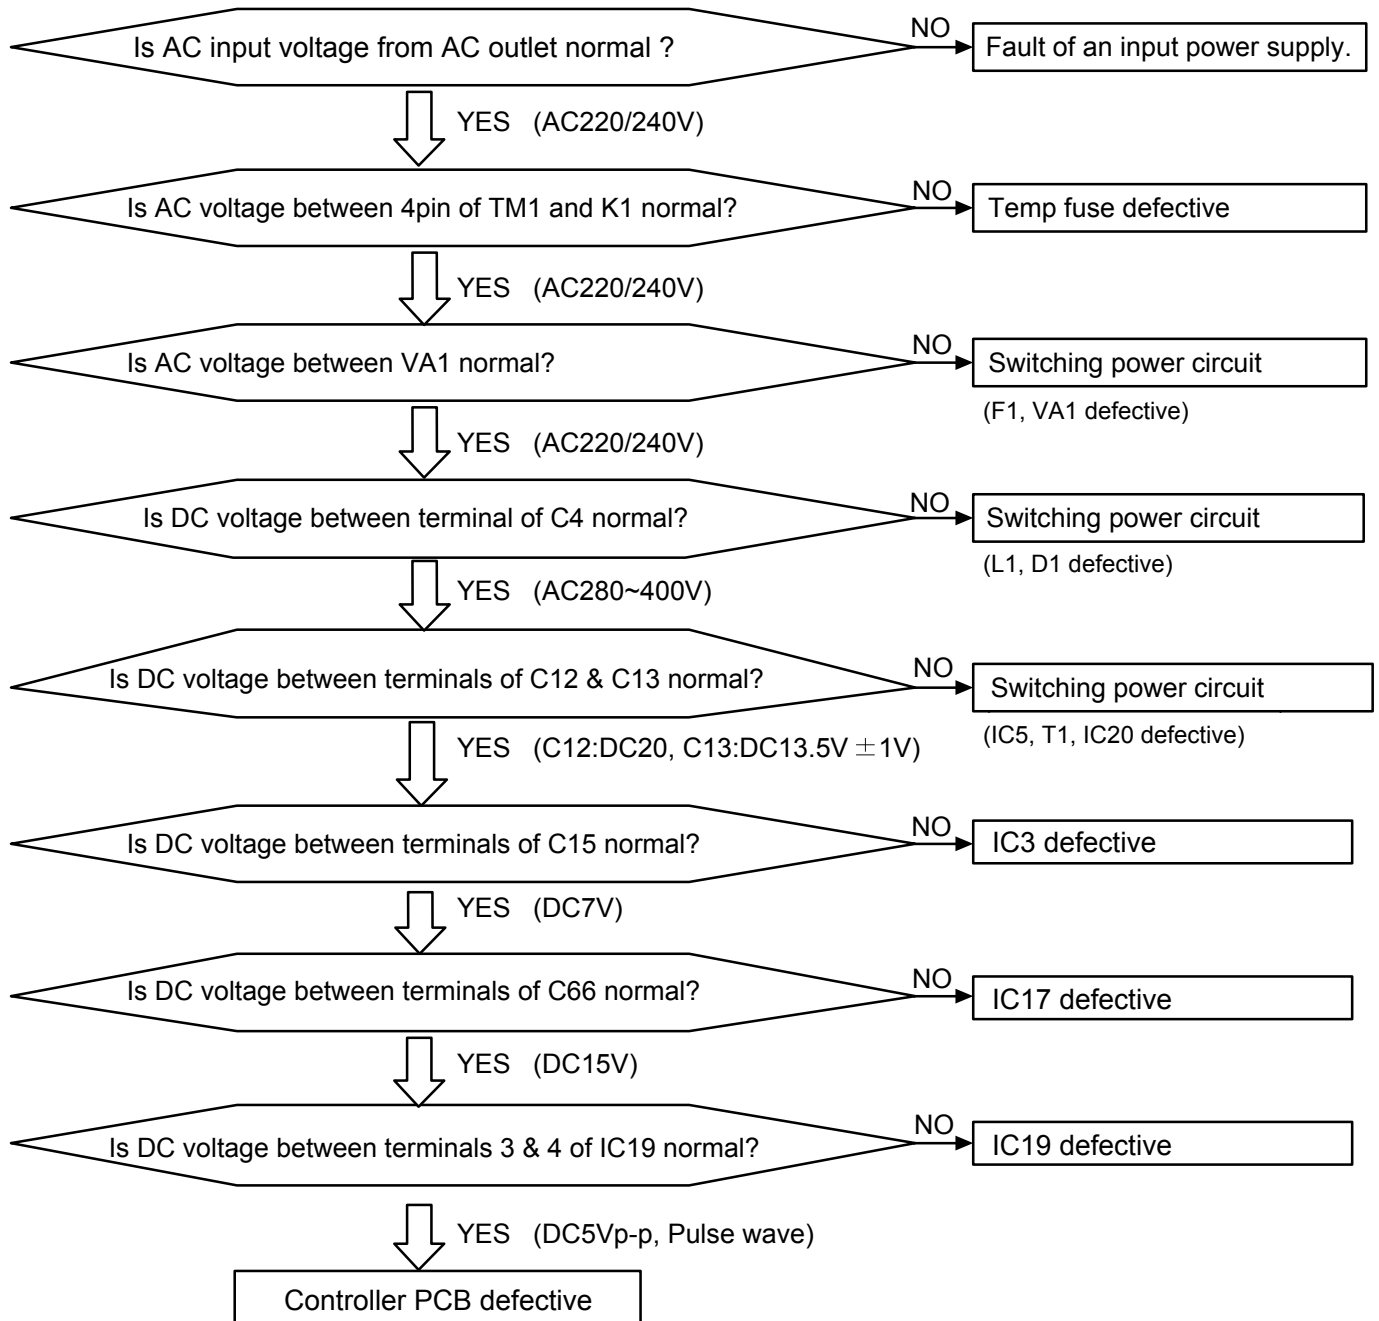 Is AC input voltage from AC outlet normal ?
NO
Fault of an input power supply.
YES (AC220/240V)
Is AC voltage between 4pin of TM1 and K1 normal?
NO
Temp fuse defective
YES (AC220/240V)
Is AC voltage between VA1 normal?
NO
Switching power circuit
(F1, VA1 defective)
YES (AC220/240V)
Is DC voltage between terminal of C4 normal?
NO
Switching power circuit
(L1, D1 defective)
YES (AC280~400V)
Is DC voltage between terminals of C12 & C13 normal?
NO
Switching power circuit
(IC5, T1, IC20 defective)
YES (C12:DC20, C13:DC13.5V ±1V)
Is DC voltage between terminals of C15 normal?
NO
IC3 defective
YES (DC7V)
Is DC voltage between terminals of C66 normal?
NO
IC17 defective
YES (DC15V)
Is DC voltage between terminals 3 & 4 of IC19 normal?
NO
IC19 defective
YES (DC5Vp-p, Pulse wave)
Controller PCB defective